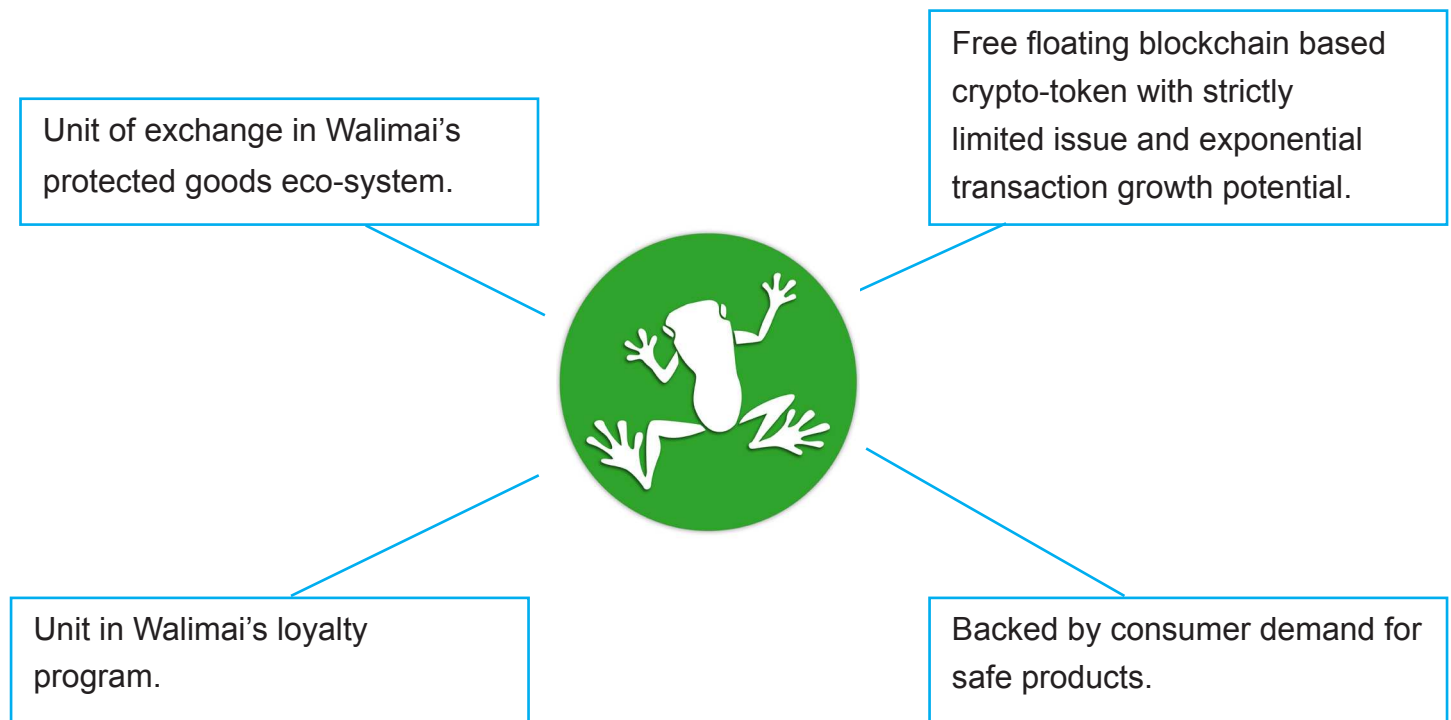 Unit of exchange in Walimai’s
protected goods eco-system.
Free floating blockchain based
crypto-token with strictly
limited issue and exponential
transaction growth potential.
Unit in Walimai’s loyalty
program.
Backed by consumer demand for
safe products.